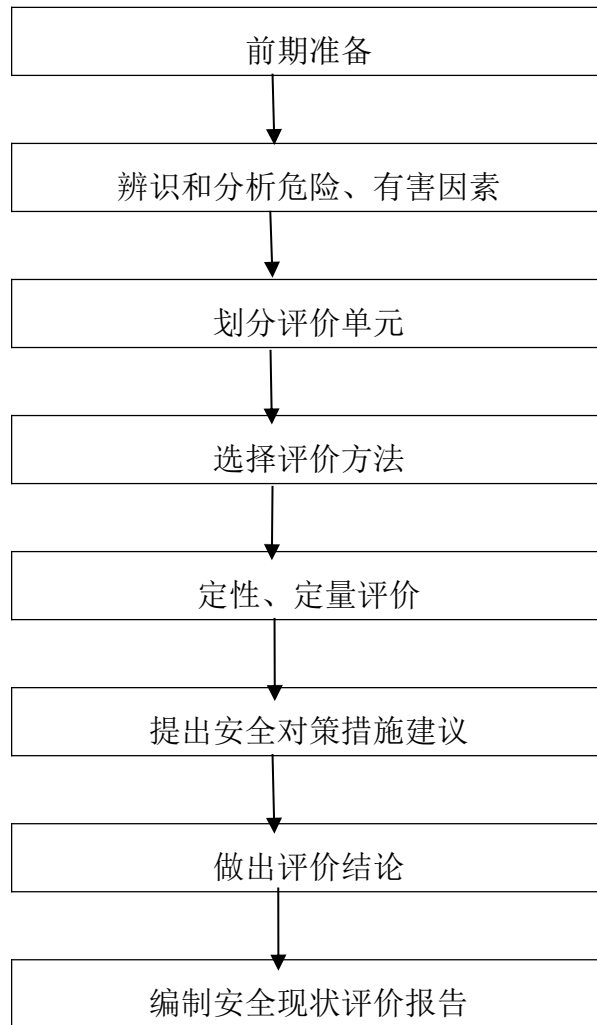 前期准备
辨识和分析危险、有害因素
划分评价单元
选择评价方法
定性、定量评价
提出安全对策措施建议
做出评价结论
编制安全现状评价报告